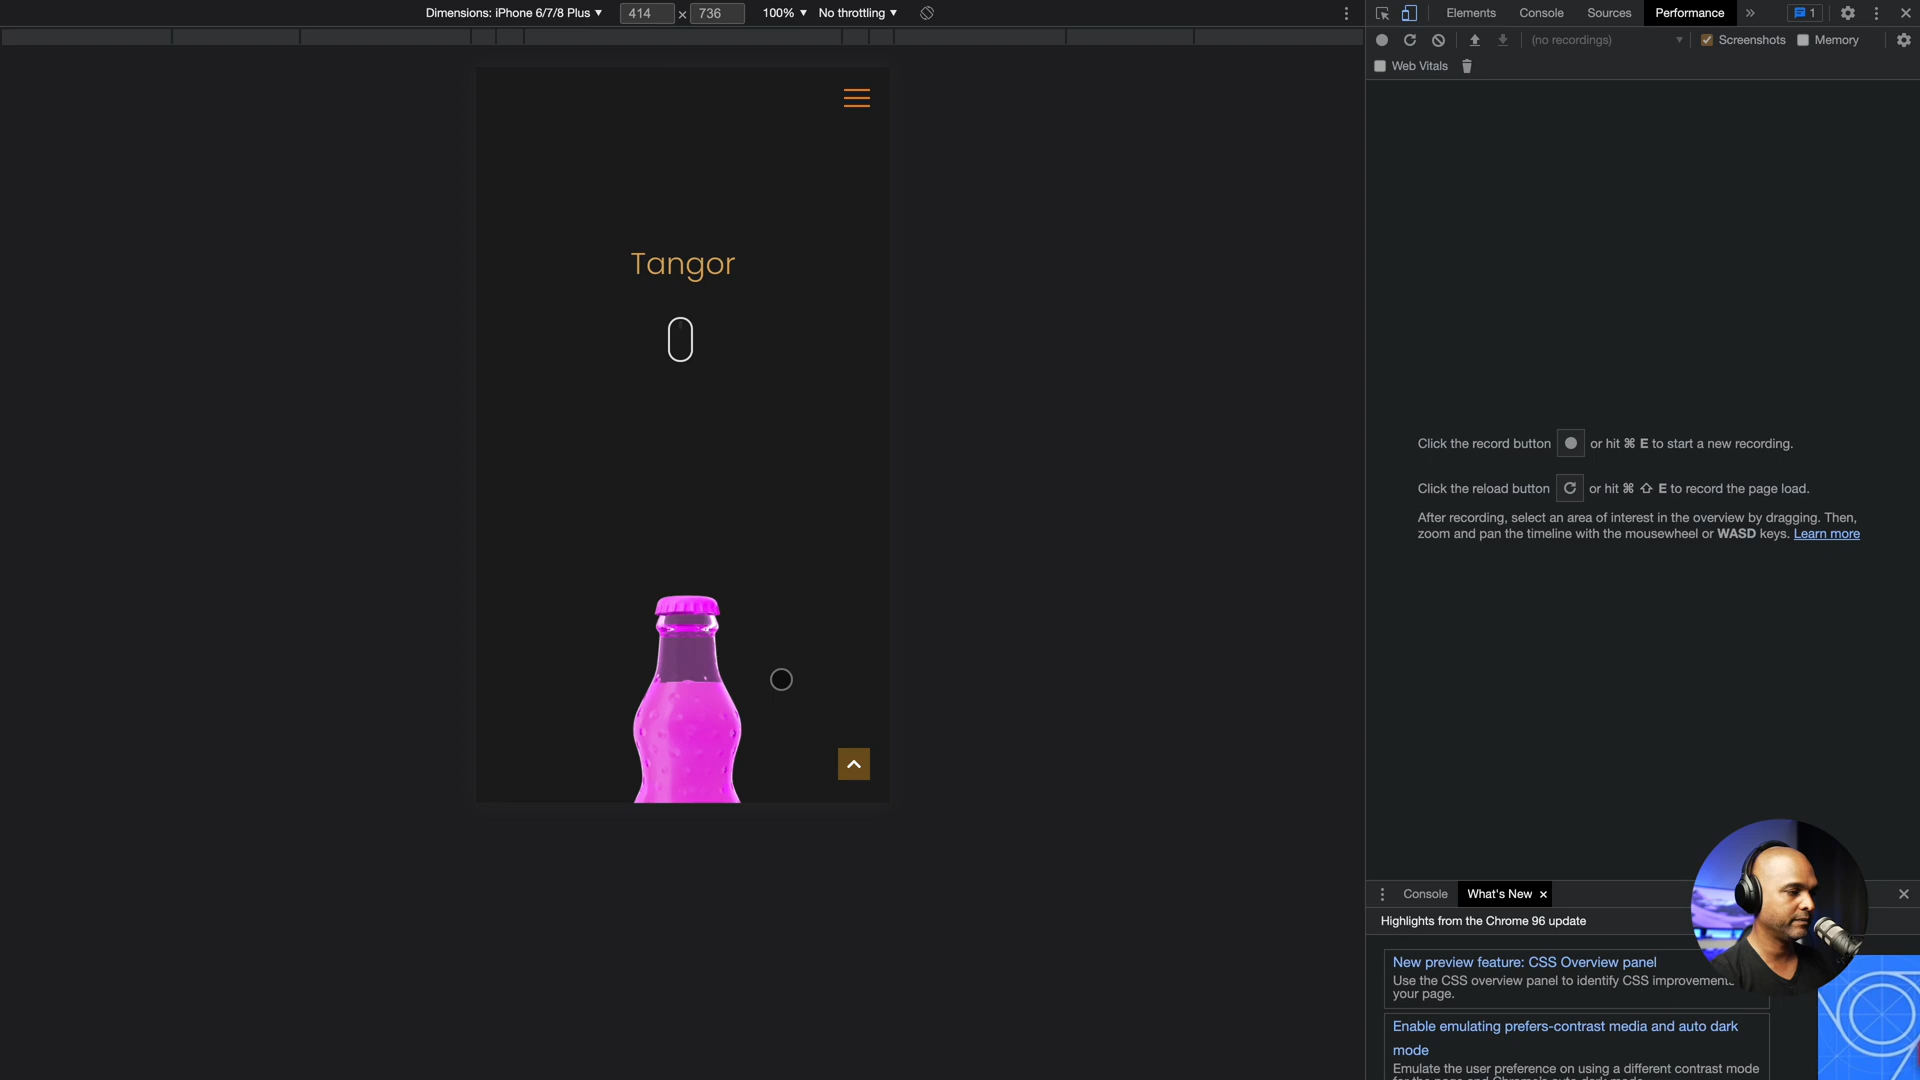 Dimensions: iPhone 6/7/8 Plus ▼ 414 × 736 100% ▼ No throttling ▼
Elements Console Sources Performance » 1
(no recordings) Screenshots Memory
Web Vitals
Tangor
Click the record button or hit ⌘ E to start a new recording.
Click the reload button or hit ⌘ ⇧ E to record the page load.
After recording, select an area of interest in the overview by dragging. Then,
zoom and pan the timeline with the mousewheel or WASD keys. Learn more
Console What's New ×
Highlights from the Chrome 96 update
New preview feature: CSS Overview panel
Use the CSS overview panel to identify CSS
your page.
Enable emulating prefers-contrast media and auto dark
mode
Emulate the user preference on using a different contrast mode